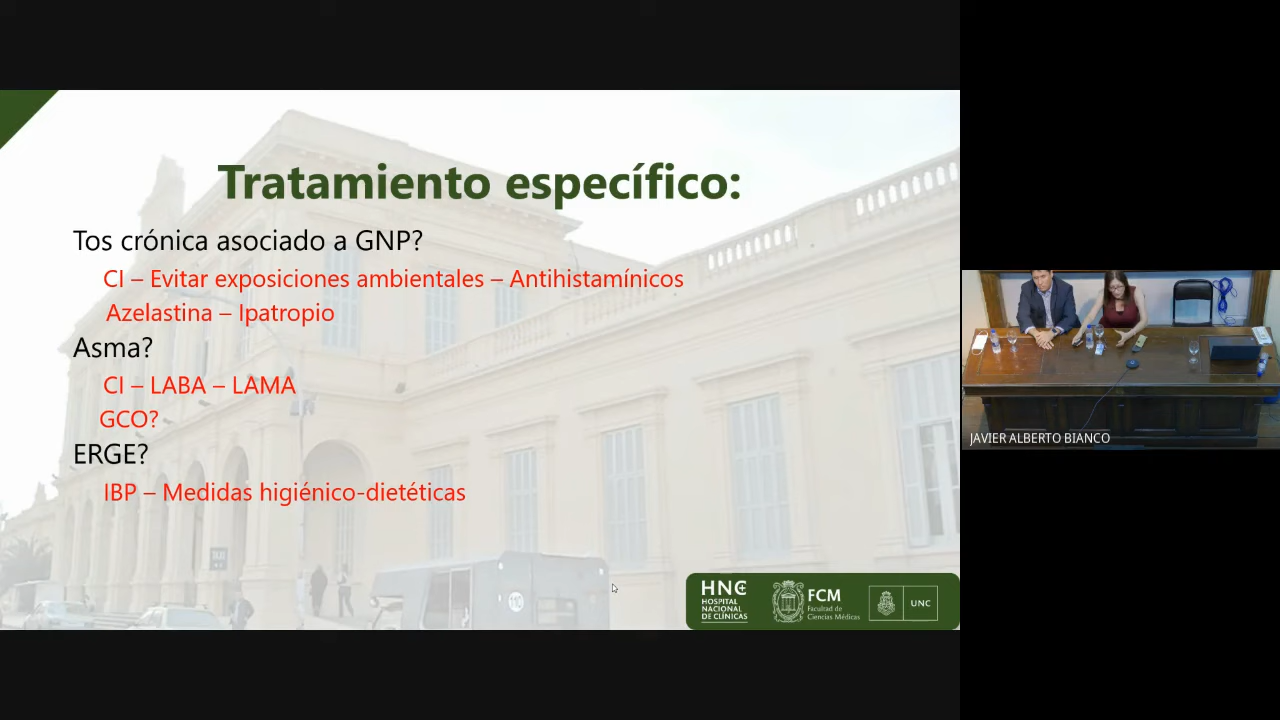 Tratamiento específico:
Tos crónica asociado a GNP?
CI – Evitar exposiciones ambientales – Antihistamínicos
Azelastina – Ipatropio
Asma?
CI – LABA – LAMA
GCO?
ERGE?
IBP – Medidas higiénico-dietéticas
TAXI
HNC
HOSPITAL
NACIONAL
DE CLÍNICAS
FCM
Facultad de
Ciencias Médicas
UNC
JAVIER ALBERTO BIANCO